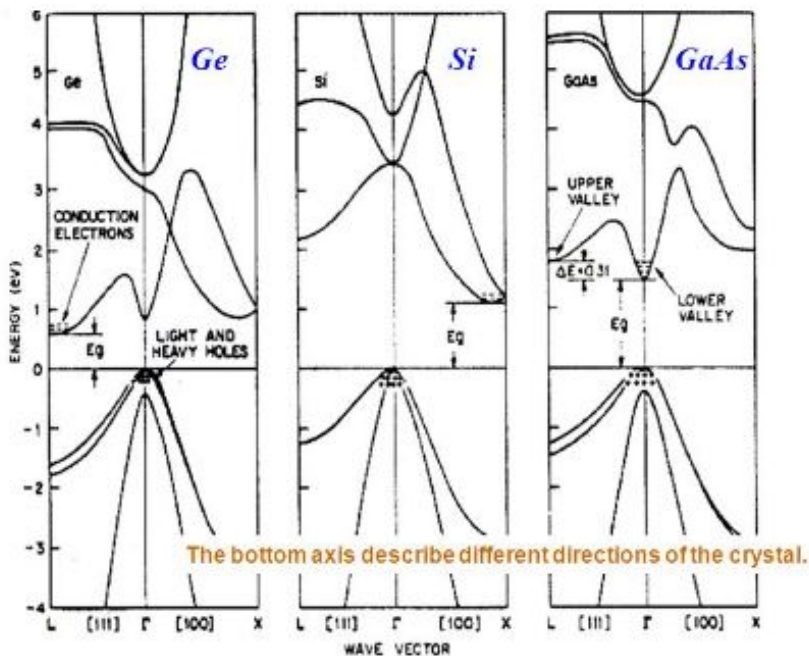 Ge
Si
GaAs
Ge
Si
GaAs
ENERGY (eV)
6
5
4
3
2
1
0
-1
-2
-3
-4
CONDUCTION
ELECTRONS
Eg
LIGHT AND
HEAVY HOLES
Eg
UPPER
VALLEY
ΔE=0.31
LOWER
VALLEY
Eg
The bottom axis describe different directions of the crystal.
L [111] Γ [100] X
L [111] Γ [100] X
L [111] Γ [100] X
WAVE VECTOR